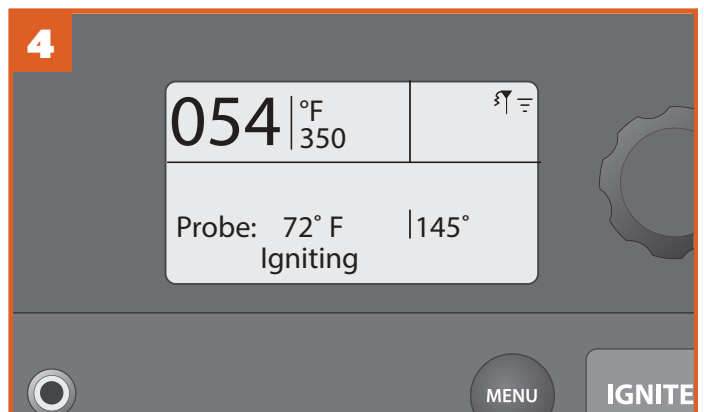 4
054 °F
350
Probe: 72° F 145°
Igniting
MENU IGNITE